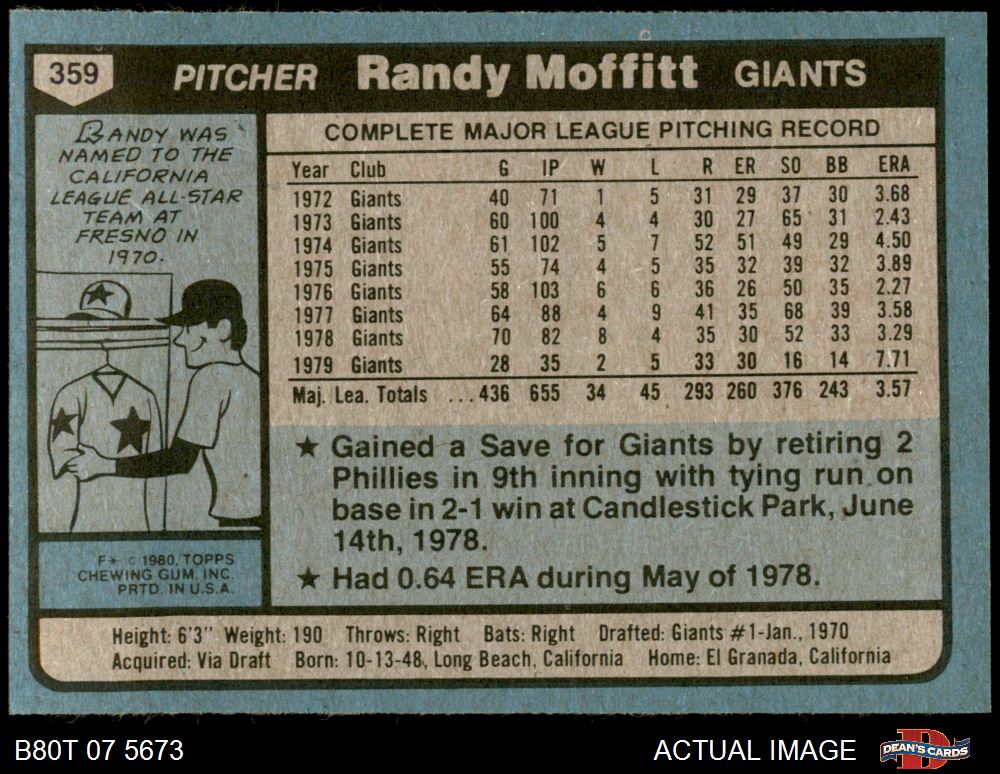 359 PITCHER Randy Moffitt GIANTS
RANDY WAS
NAMED TO THE
CALIFORNIA
LEAGUE ALL-STAR
TEAM AT
FRESNO IN
1970.
COMPLETE MAJOR LEAGUE PITCHING RECORD
Year Club G IP W L R ER SO BB ERA
1972 Giants 40 71 1 5 31 29 37 30 3.68
1973 Giants 60 100 4 4 30 27 65 31 2.43
1974 Giants 61 102 5 7 52 51 49 29 4.50
1975 Giants 55 74 4 5 35 32 39 32 3.89
1976 Giants 58 103 6 6 36 26 50 35 2.27
1977 Giants 64 88 4 9 41 35 68 39 3.58
1978 Giants 70 82 8 4 35 30 52 33 3.29
1979 Giants 28 35 2 5 33 30 16 14 7.71
Maj. Lea. Totals ...436 655 34 45 293 260 376 243 3.57
★ Gained a Save for Giants by retiring 2
Phillies in 9th inning with tying run on
base in 2-1 win at Candlestick Park, June
14th, 1978.
★ Had 0.64 ERA during May of 1978.
F* © 1980, TOPPS
CHEWING GUM, INC.
PRTD. IN U.S.A.
Height: 6'3" Weight: 190 Throws: Right Bats: Right Drafted: Giants #1-Jan., 1970
Acquired: Via Draft Born: 10-13-48, Long Beach, California Home: El Granada, California
B80T 07 5673 ACTUAL IMAGE DEAN'S CARDS